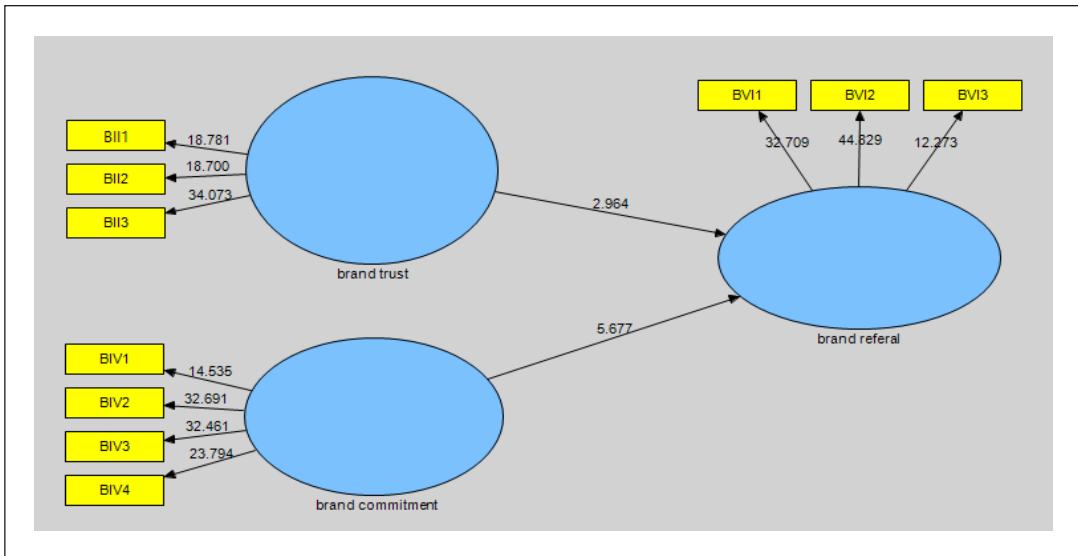 BII1
18.781
BII2
18.700
BII3
34.073
brand trust
2.964
BVI1
BVI2
BVI3
32.709
44.829
12.273
brand referal
BIV1
14.535
BIV2
32.691
BIV3
32.461
BIV4
23.794
brand commitment
5.677